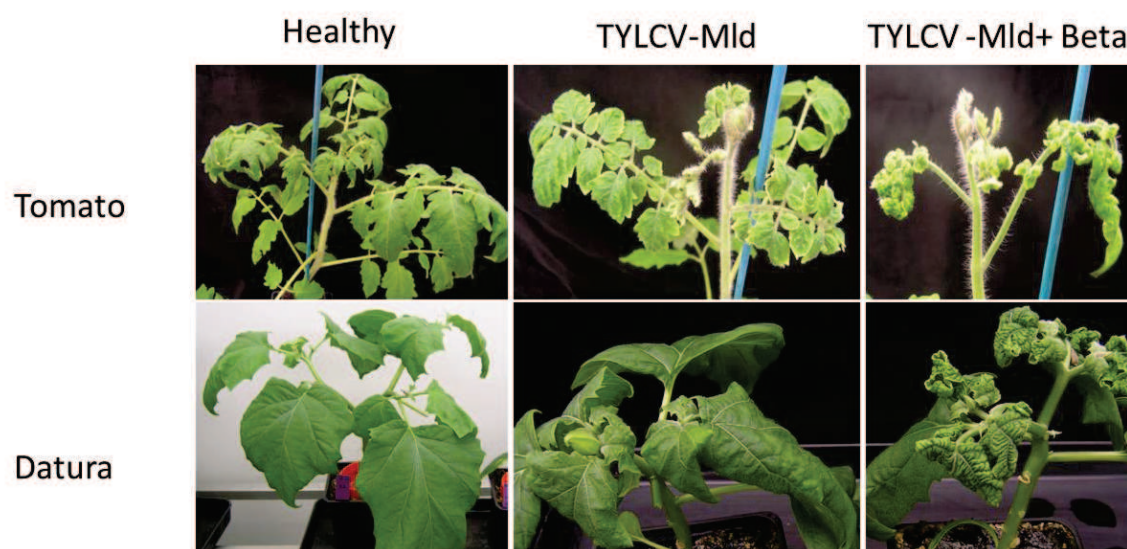 Healthy
TYLCV-Mld
TYLCV -Mld+ Beta
Tomato
Datura